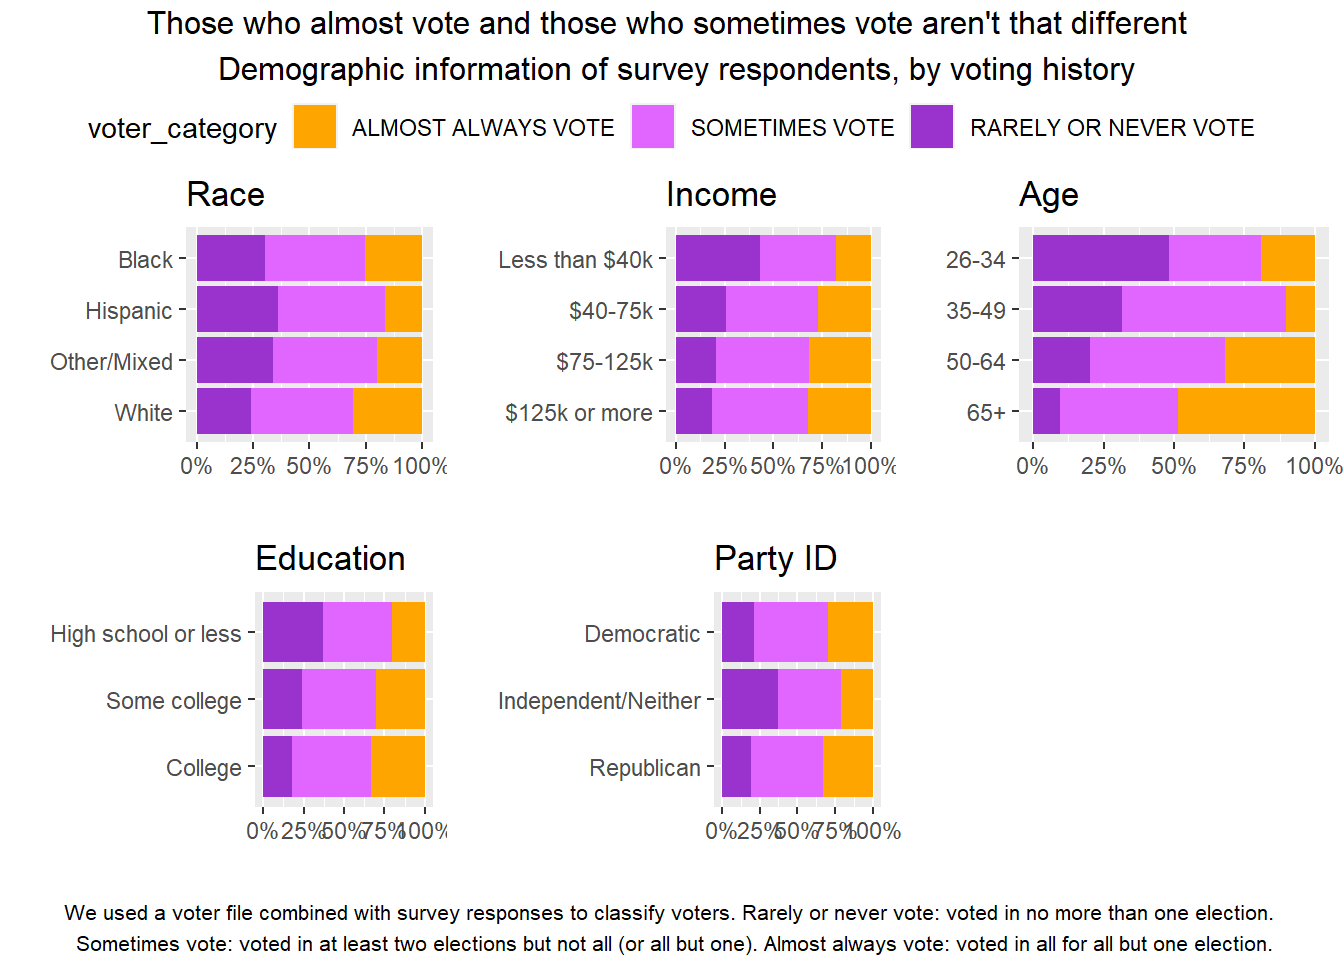 Those who almost vote and those who sometimes vote aren't that different
Demographic information of survey respondents, by voting history
voter_category ALMOST ALWAYS VOTE SOMETIMES VOTE RARELY OR NEVER VOTE
Race
Black
Hispanic
Other/Mixed
White
0% 25% 50% 75% 100%
Income
Less than $40k
$40-75k
$75-125k
$125k or more
0% 25% 50% 75% 100%
Age
26-34
35-49
50-64
65+
0% 25% 50% 75% 100%
Education
High school or less
Some college
College
0% 25% 50% 75% 100%
Party ID
Democratic
Independent/Neither
Republican
0% 25% 50% 75% 100%
We used a voter file combined with survey responses to classify voters. Rarely or never vote: voted in no more than one election.
Sometimes vote: voted in at least two elections but not all (or all but one). Almost always vote: voted in all for all but one election.